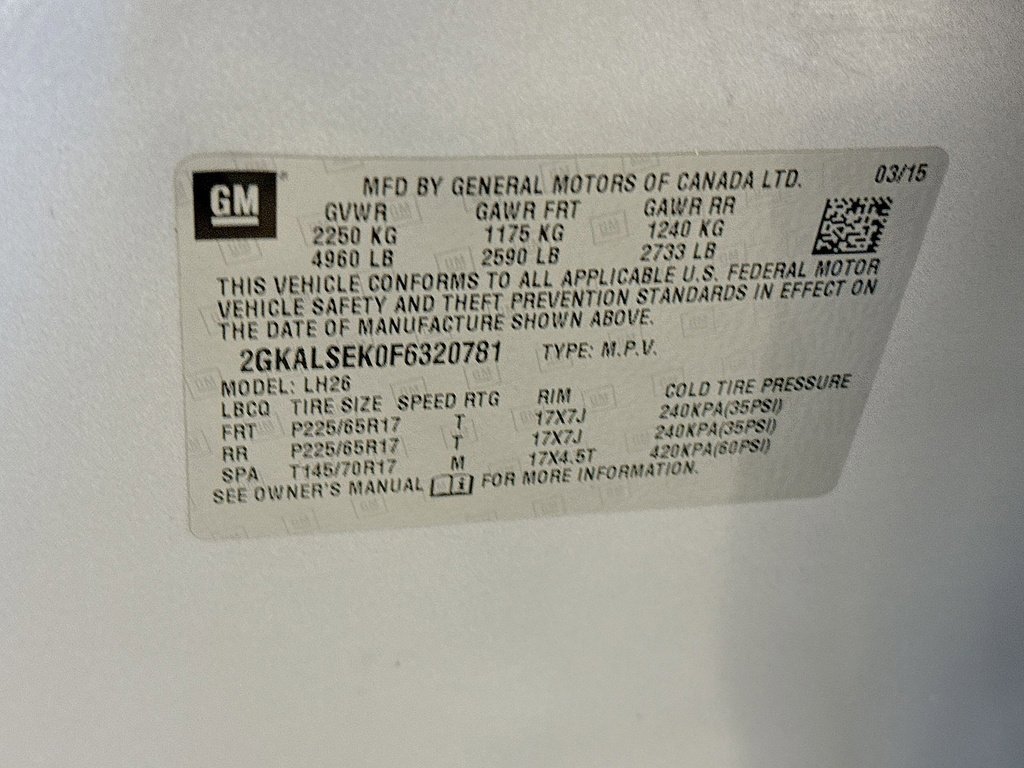 GM
MFD BY GENERAL MOTORS OF CANADA LTD. 03/15
GVWR GAWR FRT GAWR RR
2250 KG 1175 KG 1240 KG
4960 LB 2590 LB 2733 LB
THIS VEHICLE CONFORMS TO ALL APPLICABLE U.S. FEDERAL MOTOR
VEHICLE SAFETY AND THEFT PREVENTION STANDARDS IN EFFECT ON
THE DATE OF MANUFACTURE SHOWN ABOVE.
2GKALSEK0F6320781 TYPE: M.P.V.
MODEL: LH26
LBCQ TIRE SIZE SPEED RTG RIM COLD TIRE PRESSURE
FRT P225/65R17 T 17X7J 240KPA(35PSI)
RR P225/65R17 T 17X7J 240KPA(35PSI)
SPA T145/70R17 M 17X4.5T 420KPA(60PSI)
SEE OWNER'S MANUAL i FOR MORE INFORMATION.